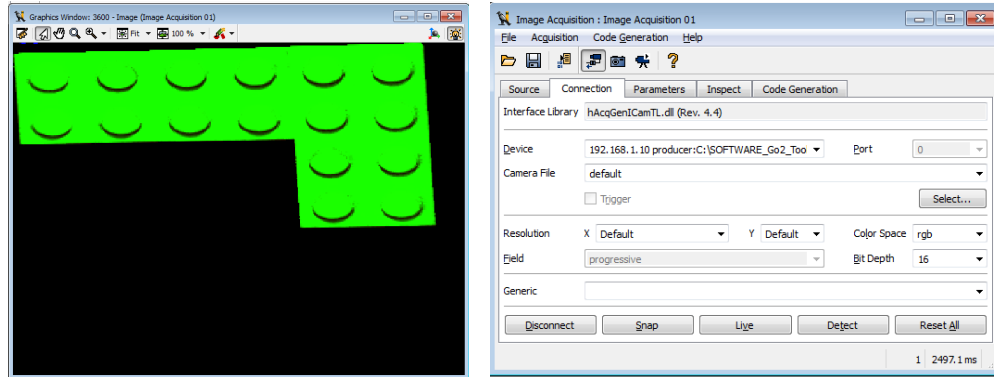 Graphics Window: 3600 - Image (Image Acquisition 01)
Fit 100 %
Image Acquisition : Image Acquisition 01
File Acquisition Code Generation Help
Source Connection Parameters Inspect Code Generation
Interface Library hAcqGenICamTL.dll (Rev. 4.4)
Device 192.168.1.10 producer:C:\SOFTWARE_Go2_Too Port 0
Camera File default
Trigger Select...
Resolution X Default Y Default Color Space rgb
Field progressive Bit Depth 16
Generic
Disconnect Snap Live Detect Reset All
1 2497.1 ms